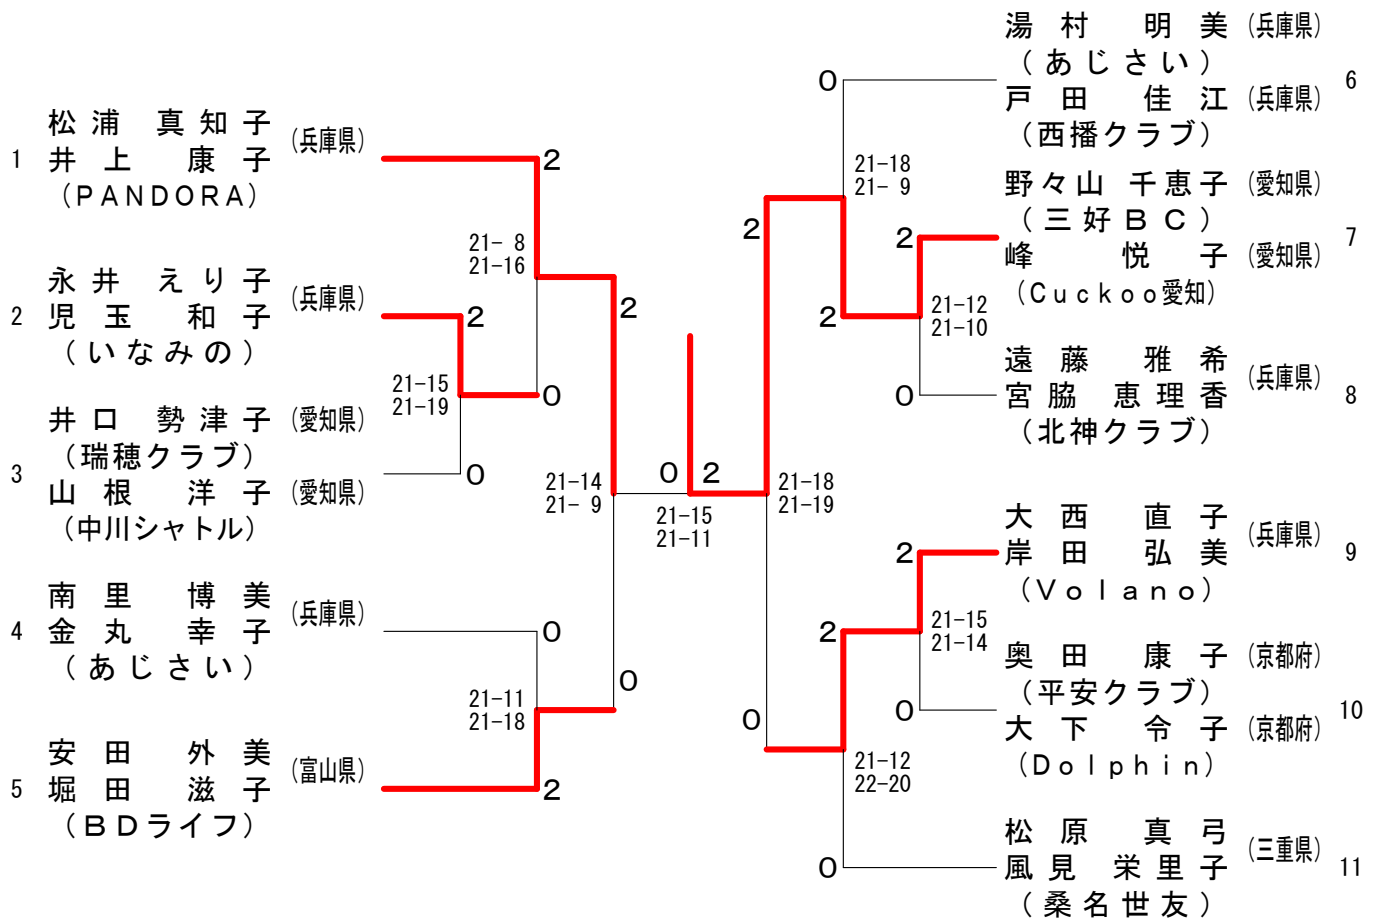 松浦 真知子
(兵庫県)
1 井上 康子
(PANDORA)
2
21- 8
21-16
永井 えり子
(兵庫県)
2 児玉 和子
(いなみの)
2
2
21-15
21-19
0
井口 勢津子 (愛知県)
(瑞穂クラブ)
3
0
山根 洋子 (愛知県)
(中川シャトル)
21-14
21- 9
0 2
21-15
21-11
南里 博美
(兵庫県)
4 金丸 幸子
(あじさい)
0
0
21-11
21-18
安田 外美
(富山県)
5 堀田 滋子
(BDライフ)
2
湯村 明美 (兵庫県)
(あじさい)
0
6
戸田 佳江 (兵庫県)
(西播クラブ)
21-18
21- 9
野々山 千恵子 (愛知県)
(三好BC)
2
2
7
峰 悦子 (愛知県)
(Cuckoo愛知)
2
21-12
21-10
遠藤 雅希
(兵庫県)
0
宮脇 恵理香 8
(北神クラブ)
21-18
21-19
大西 直子
(兵庫県)
2
岸田 弘美 9
(Volano)
2
21-15
21-14
奥田 康子 (京都府)
(平安クラブ)
0
0
10
大下 令子 (京都府)
(Dolphin)
21-12
22-20
松原 真弓
(三重県)
0
風見 栄里子 11
(桑名世友)